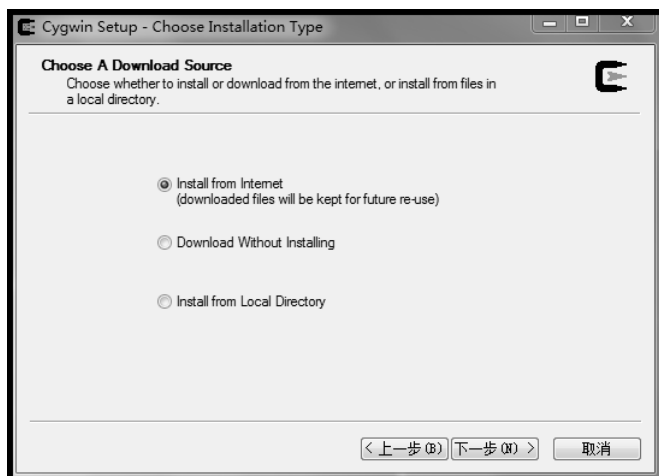 Cygwin Setup - Choose Installation Type
Choose A Download Source
Choose whether to install or download from the internet, or install from files in
a local directory.
Install from Internet
(downloaded files will be kept for future re-use)
Download Without Installing
Install from Local Directory
< 上一步(B) 下一步(N) > 取消